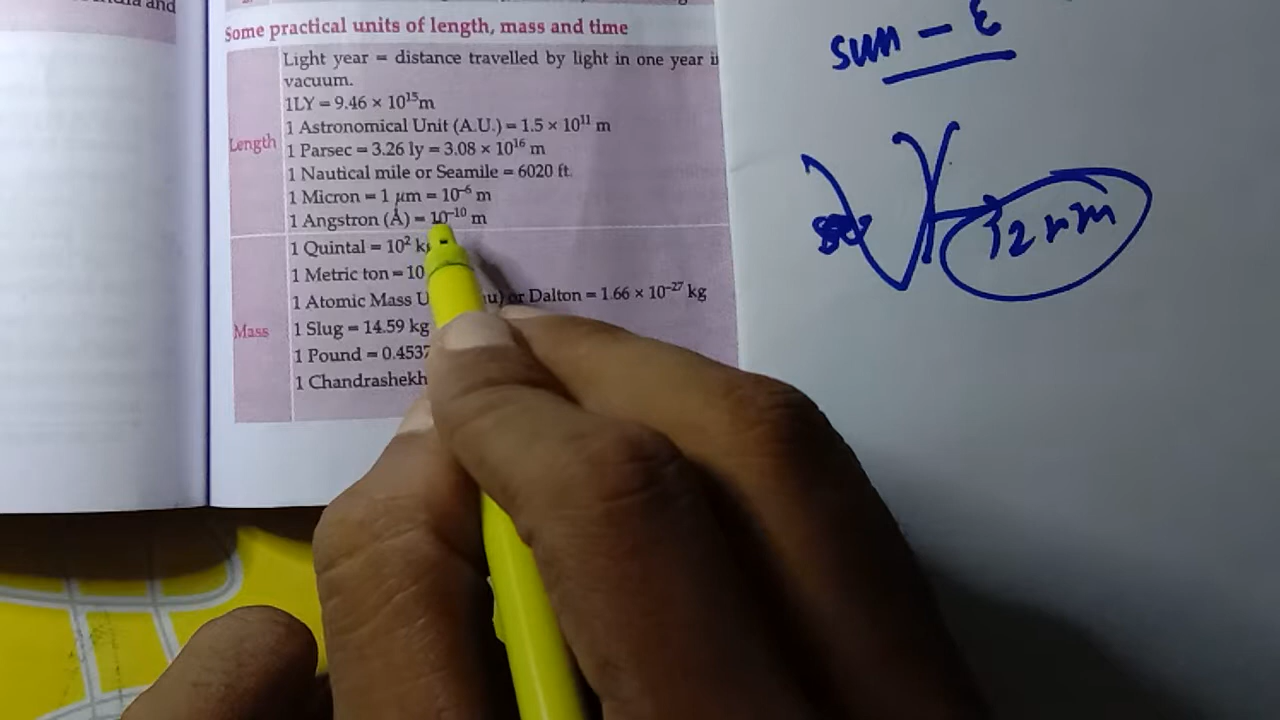 and
Some practical units of length, mass and time
Light year = distance travelled by light in one year
vacuum.
1LY = 9.46 × 10¹⁵m
1 Astronomical Unit (A.U.) = 1.5 × 10¹¹ m
Length
1 Parsec = 3.26 ly = 3.08 × 10¹⁶ m
1 Nautical mile or Seamile = 6020 ft.
1 Micron = 1 μm = 10⁻⁶ m
1 Angstron (Å) = 10⁻¹⁰ m
1 Quintal = 10² k
1 Metric ton = 10
1 Atomic Mass U u) or Dalton = 1.66 × 10⁻²⁷ kg
Mass
1 Slug = 14.59 kg
1 Pound = 0.4537
1 Chandrashekh
sun - E
12 nm